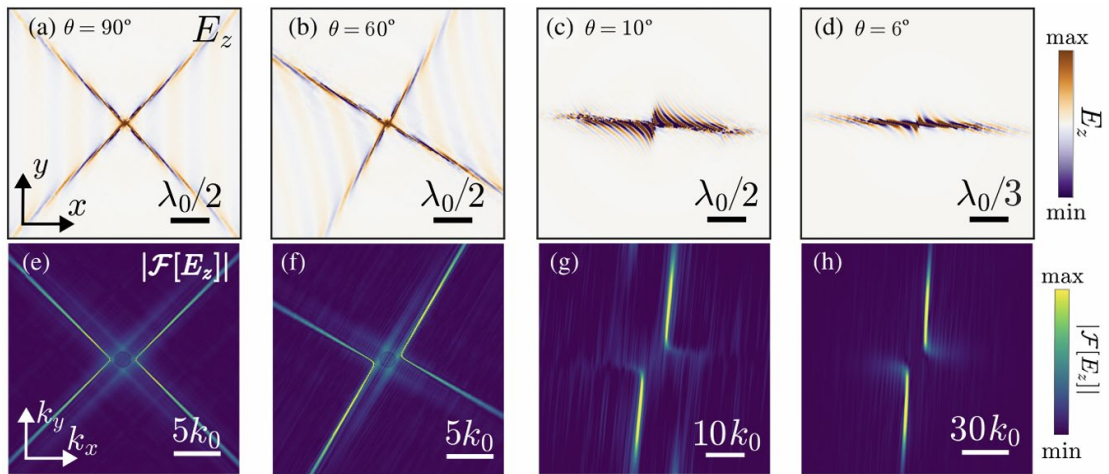 (a) θ = 90° E_z
y
x
λ₀/2
(b) θ = 60°
λ₀/2
(c) θ = 10°
λ₀/2
(d) θ = 6°
λ₀/3
max
E_z
min
(e) |𝓕[E_z]|
k_y
k_x
5k₀
(f)
5k₀
(g)
10k₀
(h)
30k₀
max
|𝓕[E_z]|
min